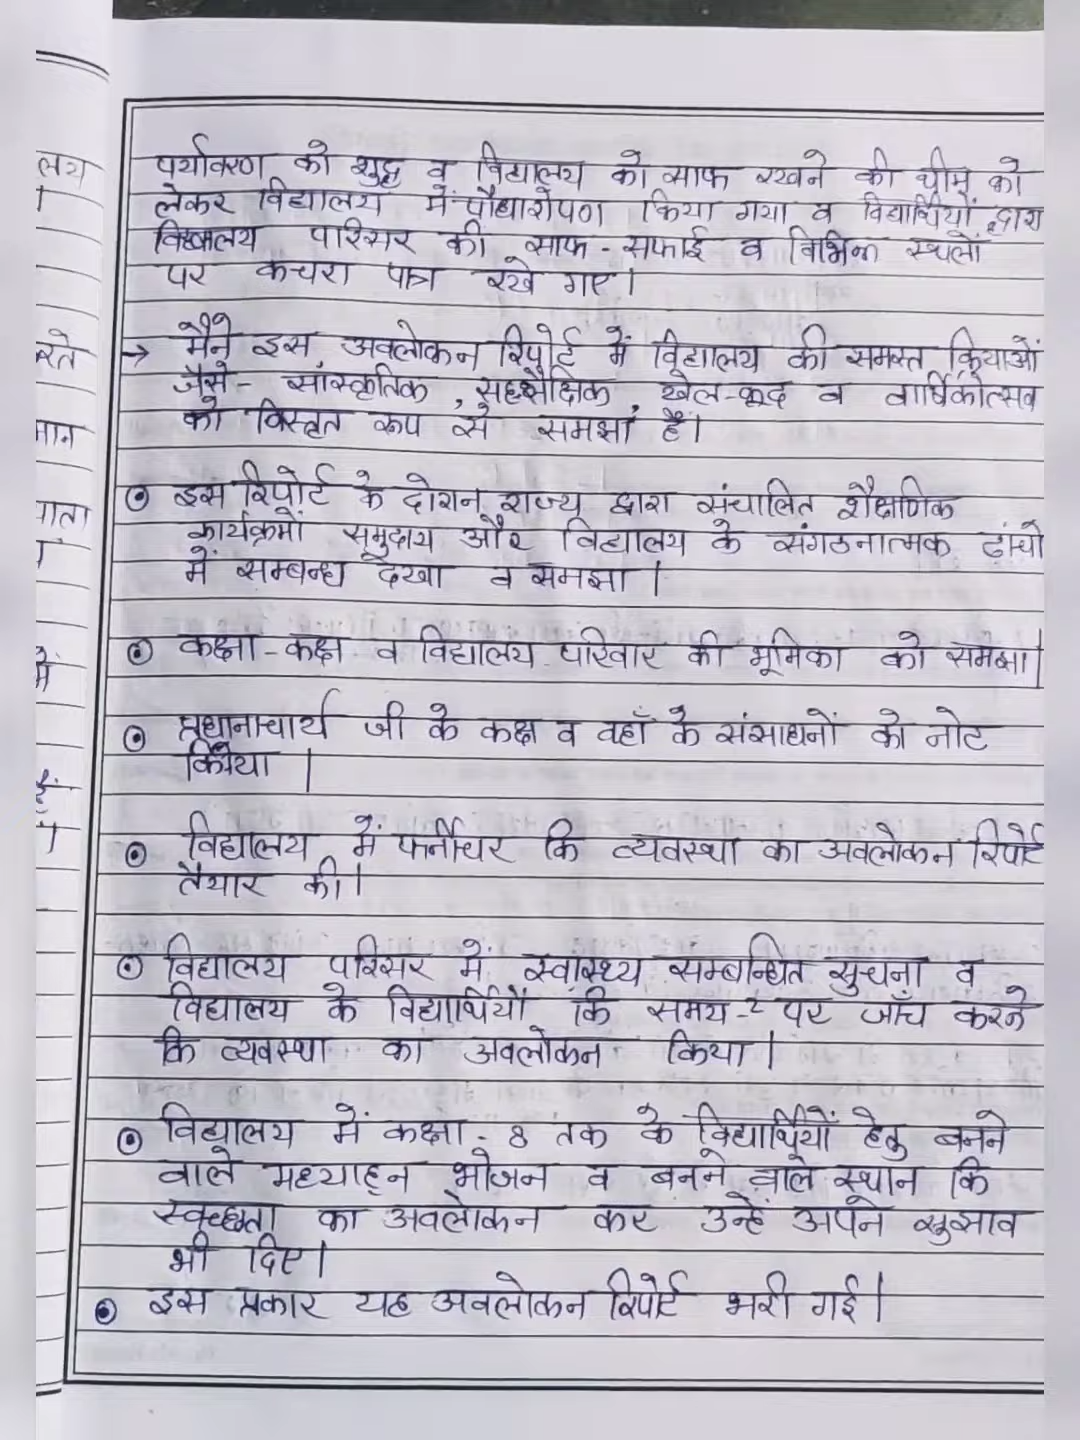 पर्यावरण को शुद्ध व विद्यालय को साफ रखने की थीम को
लेकर विद्यालय में पौधारोपण किया गया व विद्यार्थियों द्वारा
विद्यालय परिसर की साफ-सफाई व विभिन्न स्थलों
पर कचरा पात्र रखे गए।
→ मैंने इस अवलोकन रिपोर्ट में विद्यालय की समस्त क्रियाओं
जैसे- सांस्कृतिक, सहशैक्षिक, खेल-कूद व वार्षिकोत्सव
को विस्तृत रूप से समझा है।
⊙ इस रिपोर्ट के दोरान राज्य द्वारा संचालित शैक्षणिक
कार्यक्रमों समुदाय और विद्यालय के संगठनात्मक ढांचो
में सम्बन्ध देखा व समझा।
⊙ कक्षा-कक्ष व विद्यालय परिवार की भूमिका को समझा।
⊙ प्रधानाचार्य जी के कक्ष व वहाँ के संसाधनों को नोट
किया।
⊙ विद्यालय में फर्नीचर कि व्यवस्था का अवलोकन रिपोर्ट
तैयार की।
⊙ विद्यालय परिसर में स्वास्थ्य सम्बन्धित सुचना व
विद्यालय के विद्यार्थियों कि समय-2 पर जाँच करने
कि व्यवस्था का अवलोकन किया।
⊙ विद्यालय में कक्षा-8 तक के विद्यार्थियों हेतु बनने
वाले मध्याह्न भोजन व बनने वाले स्थान कि
स्वच्छता का अवलोकन कर उन्हें अपने सुझाव
भी दिए।
⊙ इस प्रकार यह अवलोकन रिपोर्ट भरी गई।